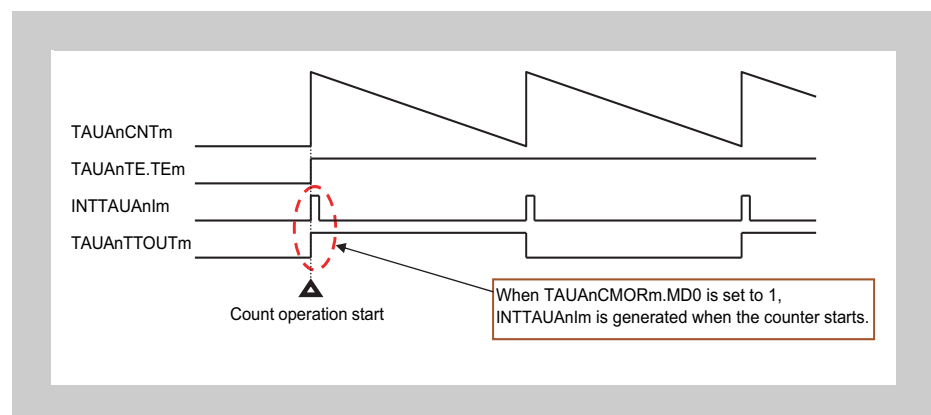 TAUAnCNTm
TAUAnTE.TEm
INTTAUAnIm
TAUAnTTOUTm
Count operation start
When TAUAnCMORm.MD0 is set to 1,
INTTAUAnIm is generated when the counter starts.